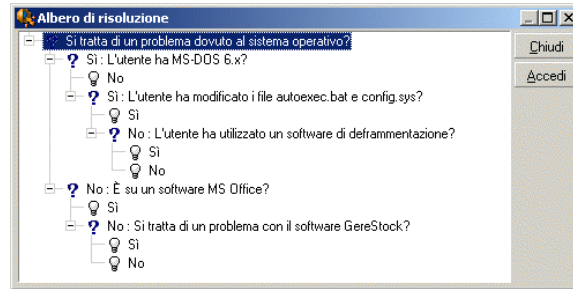 Albero di risoluzione
Si tratta di un problema dovuto al sistema operativo?
Chiudi
Sì : L'utente ha MS-DOS 6.x?
No
Accedi
Sì : L'utente ha modificato i file autoexec.bat e config.sys?
Sì
No : L'utente ha utilizzato un software di deframmentazione?
Sì
No
No : È su un software MS Office?
Sì
No : Si tratta di un problema con il software GereStock?
Sì
No